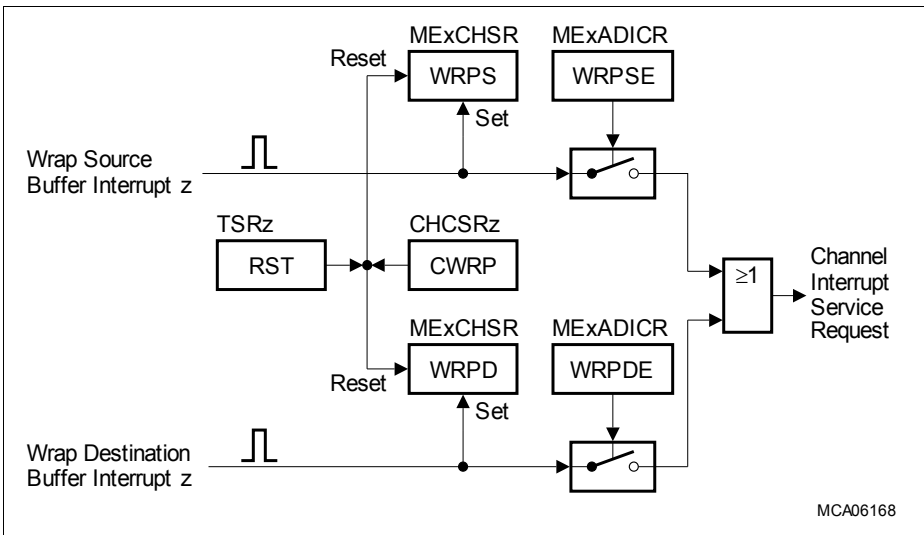 MExCHSR
MExADICR
Reset
WRPS
WRPSE
Set
Wrap Source
Buffer Interrupt z
TSRz
CHCSRz
RST
CWRP
≥1
Channel
Interrupt
Service
Request
MExCHSR
MExADICR
Reset
WRPD
WRPDE
Set
Wrap Destination
Buffer Interrupt z
MCA06168